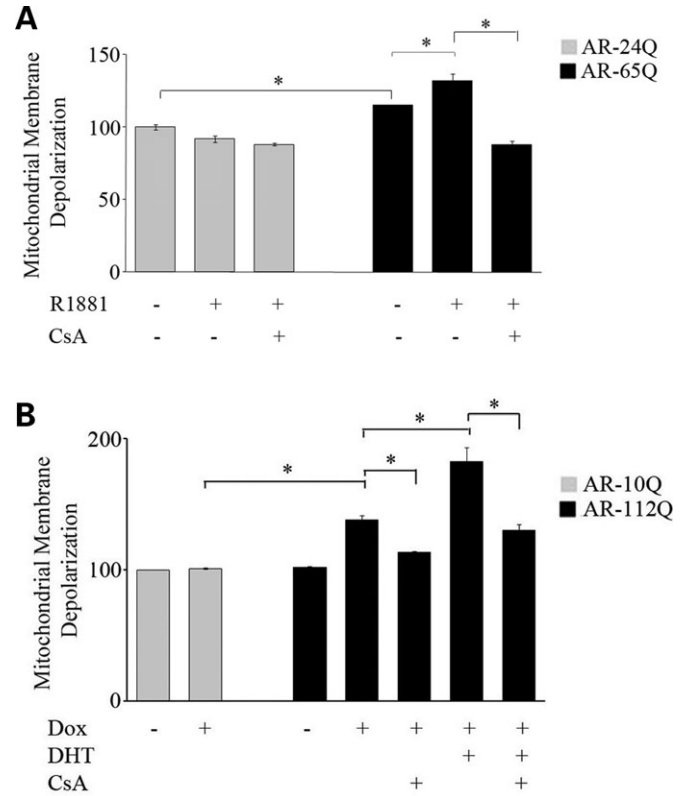 A
* *
* AR-24Q
AR-65Q
150
100
50
0
Mitochondrial Membrane
Depolarization
R1881 - + + - + +
CsA - - + - - +
B
* *
* *
AR-10Q
AR-112Q
200
100
0
Mitochondrial Membrane
Depolarization
Dox - + - + + + +
DHT + +
CsA + +